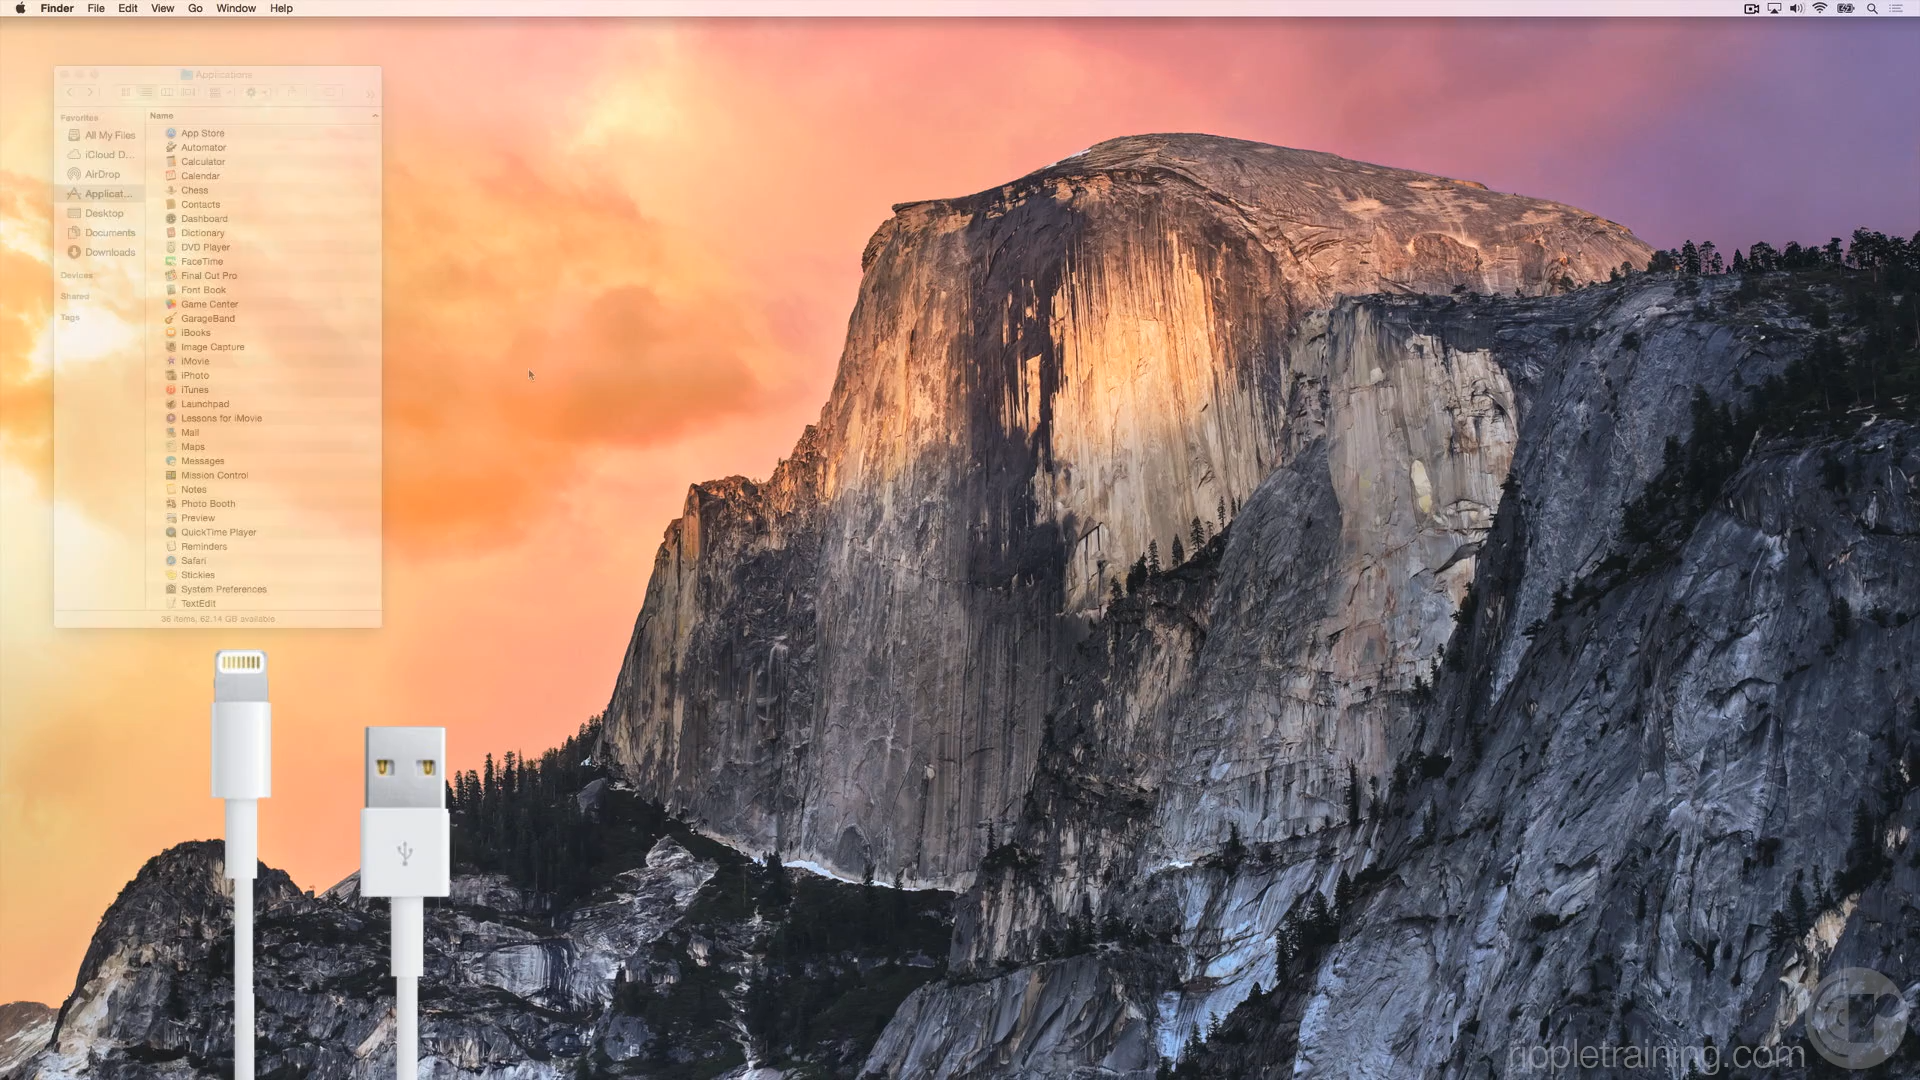 Finder File Edit View Go Window Help
Applications
Favorites
All My Files
iCloud D...
AirDrop
Applicat...
Desktop
Documents
Downloads
Devices
Shared
Tags
Name
App Store
Automator
Calculator
Calendar
Chess
Contacts
Dashboard
Dictionary
DVD Player
FaceTime
Final Cut Pro
Font Book
Game Center
GarageBand
iBooks
Image Capture
iMovie
iPhoto
iTunes
Launchpad
Lessons for iMovie
Mail
Maps
Messages
Mission Control
Notes
Photo Booth
Preview
QuickTime Player
Reminders
Safari
Stickies
System Preferences
TextEdit
36 items, 62.14 GB available
rippletraining.com